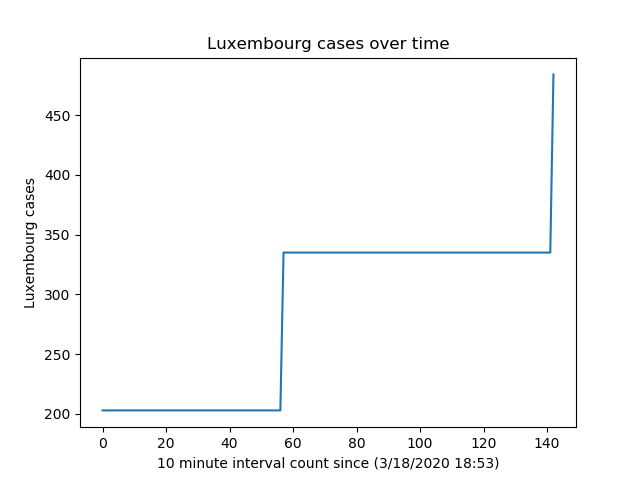 Luxembourg cases over time
Luxembourg cases
450
400
350
300
250
200
0 20 40 60 80 100 120 140
10 minute interval count since (3/18/2020 18:53)